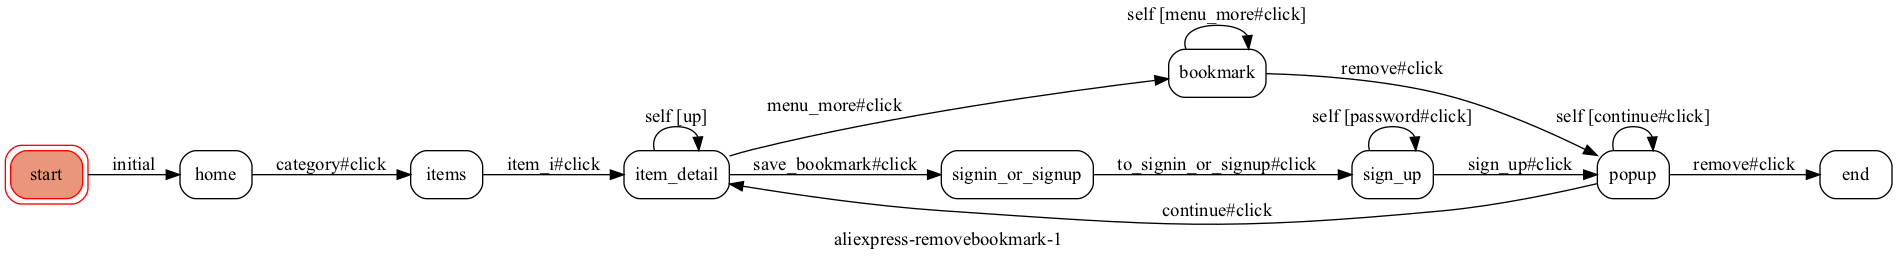 self [menu_more#click]
bookmark
remove#click
menu_more#click
self [up]
self [password#click]
self [continue#click]
start
initial
home
category#click
items
item_i#click
item_detail
save_bookmark#click
signin_or_signup
to_signin_or_signup#click
sign_up
sign_up#click
popup
remove#click
end
continue#click
aliexpress-removebookmark-1